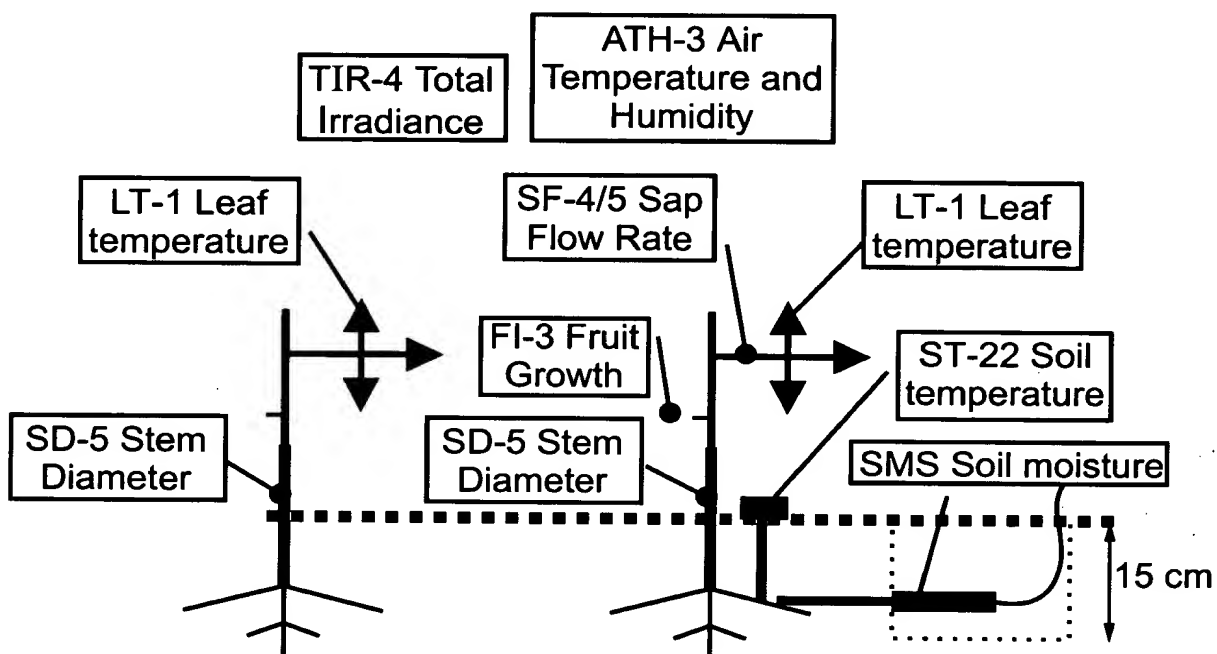 TIR-4 Total
Irradiance
ATH-3 Air
Temperature and
Humidity
LT-1 Leaf
temperature
SF-4/5 Sap
Flow Rate
LT-1 Leaf
temperature
FI-3 Fruit
Growth
ST-22 Soil
temperature
SD-5 Stem
Diameter
SD-5 Stem
Diameter
SMS Soil moisture
15 cm